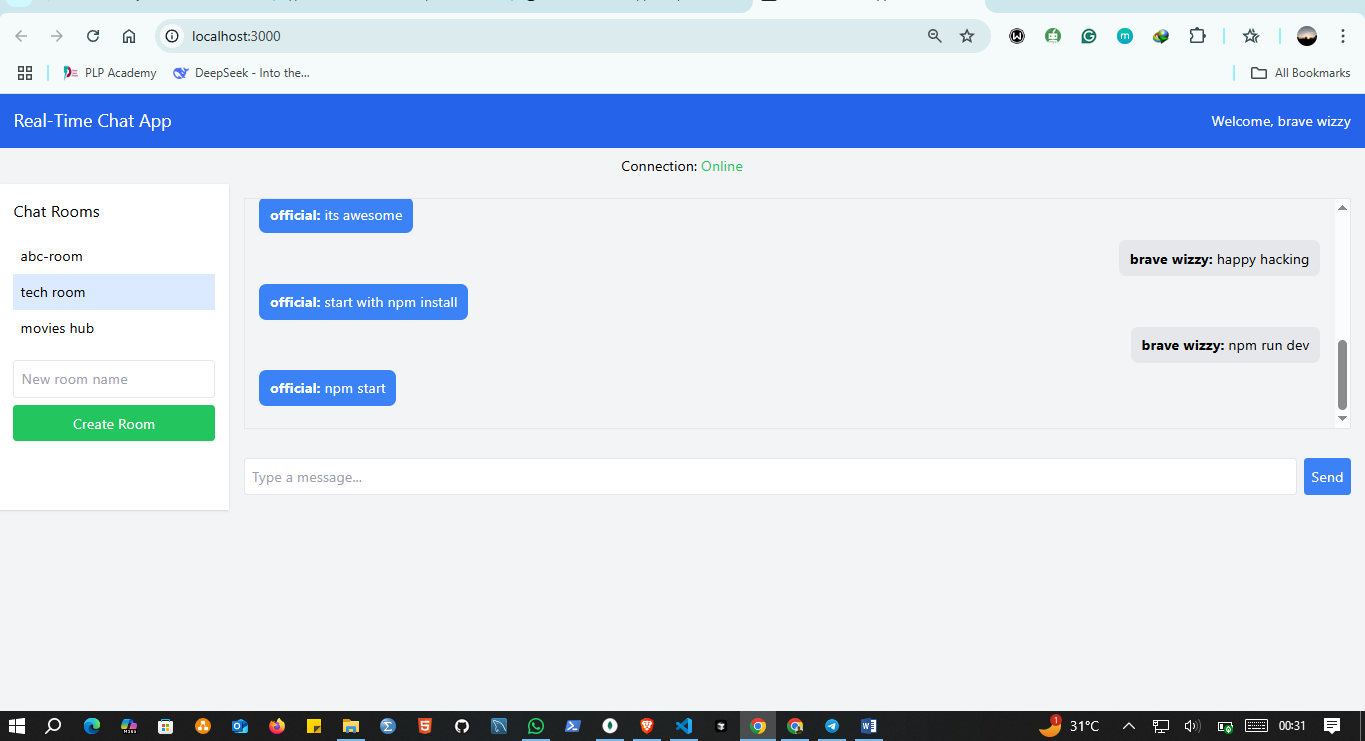 localhost:3000
PLP Academy
DeepSeek - Into the...
All Bookmarks
Real-Time Chat App
Welcome, brave wizzy
Connection: Online
Chat Rooms
abc-room
tech room
movies hub
New room name
Create Room
official: its awesome
brave wizzy: happy hacking
official: start with npm install
brave wizzy: npm run dev
official: npm start
Type a message...
Send
1
31°C
00:31